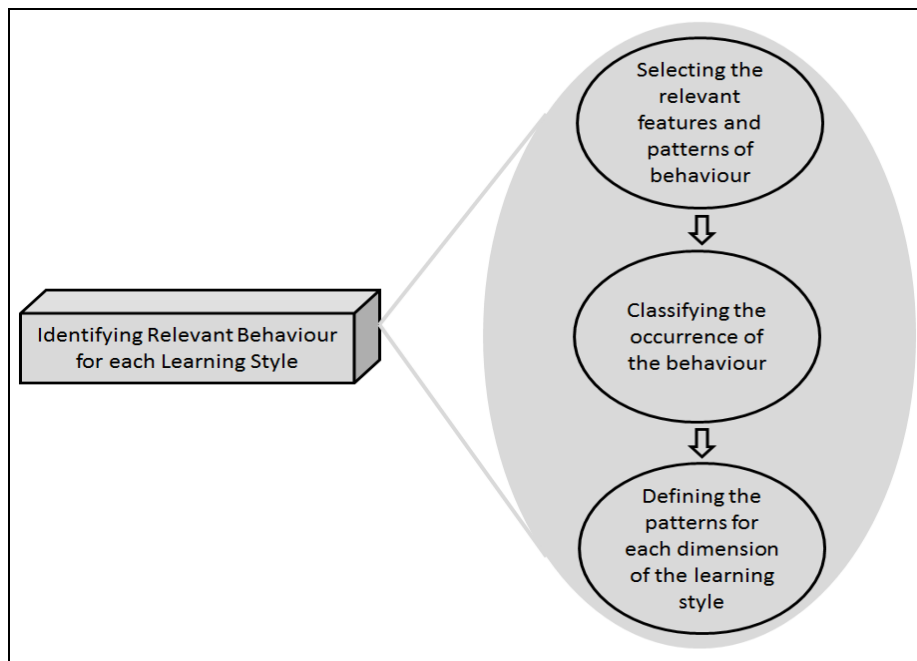 Selecting the
relevant
features and
patterns of
behaviour
Identifying Relevant Behaviour
for each Learning Style
Classifying the
occurrence of
the behaviour
Defining the
patterns for
each dimension
of the learning
style